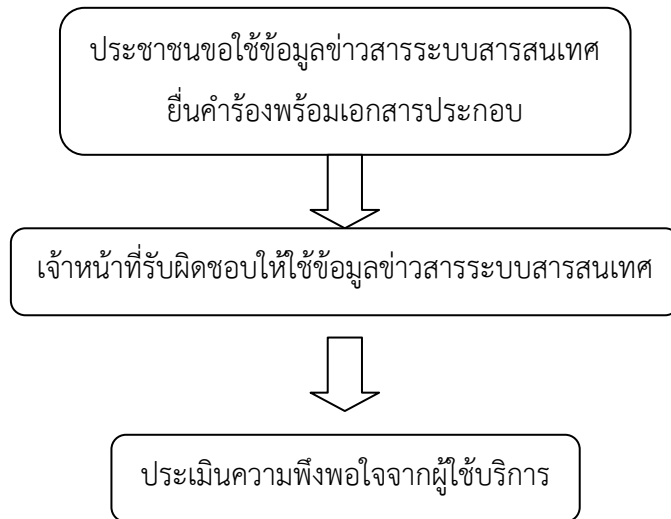 ประชาชนขอใช้ข้อมูลข่าวสารระบบสารสนเทศ
ยื่นคำร้องพร้อมเอกสารประกอบ
เจ้าหน้าที่รับผิดชอบให้ใช้ข้อมูลข่าวสารระบบสารสนเทศ
ประเมินความพึงพอใจจากผู้ใช้บริการ